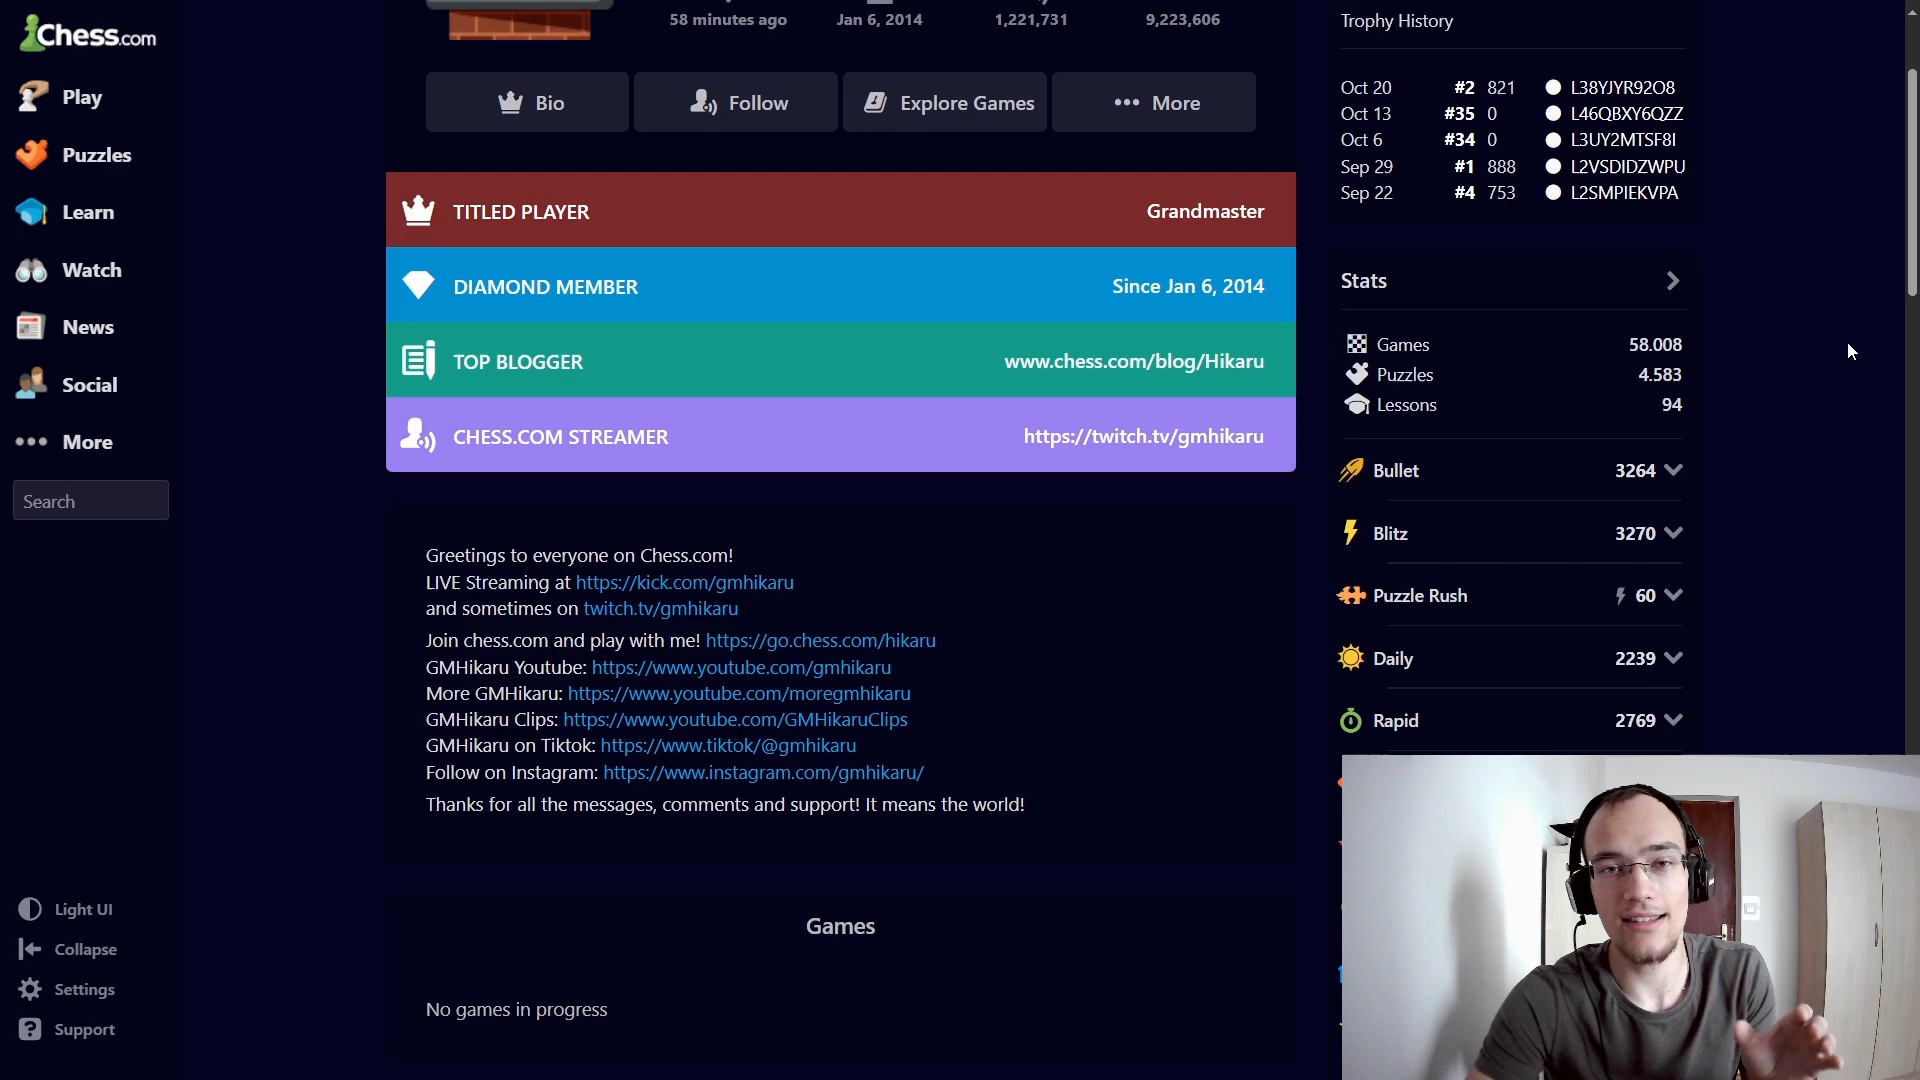 Chess.com
Play
Puzzles
Learn
Watch
News
Social
More
Search
Light UI
Collapse
Settings
Support
58 minutes ago
Jan 6, 2014
1,221,731
9,223,606
Bio
Follow
Explore Games
More
TITLED PLAYER Grandmaster
DIAMOND MEMBER Since Jan 6, 2014
TOP BLOGGER www.chess.com/blog/Hikaru
CHESS.COM STREAMER https://twitch.tv/gmhikaru
Greetings to everyone on Chess.com!
LIVE Streaming at https://kick.com/gmhikaru
and sometimes on twitch.tv/gmhikaru
Join chess.com and play with me! https://go.chess.com/hikaru
GMHikaru Youtube: https://www.youtube.com/gmhikaru
More GMHikaru: https://www.youtube.com/moregmhikaru
GMHikaru Clips: https://www.youtube.com/GMHikaruClips
GMHikaru on Tiktok: https://www.tiktok/@gmhikaru
Follow on Instagram: https://www.instagram.com/gmhikaru/
Thanks for all the messages, comments and support! It means the world!
Games
No games in progress
Trophy History
Oct 20 #2 821 L38YJYR92O8
Oct 13 #35 0 L46QBXY6QZZ
Oct 6 #34 0 L3UY2MTSF8I
Sep 29 #1 888 L2VSDIDZWPU
Sep 22 #4 753 L2SMPIEKVPA
Stats
Games 58.008
Puzzles 4.583
Lessons 94
Bullet 3264
Blitz 3270
Puzzle Rush 60
Daily 2239
Rapid 2769